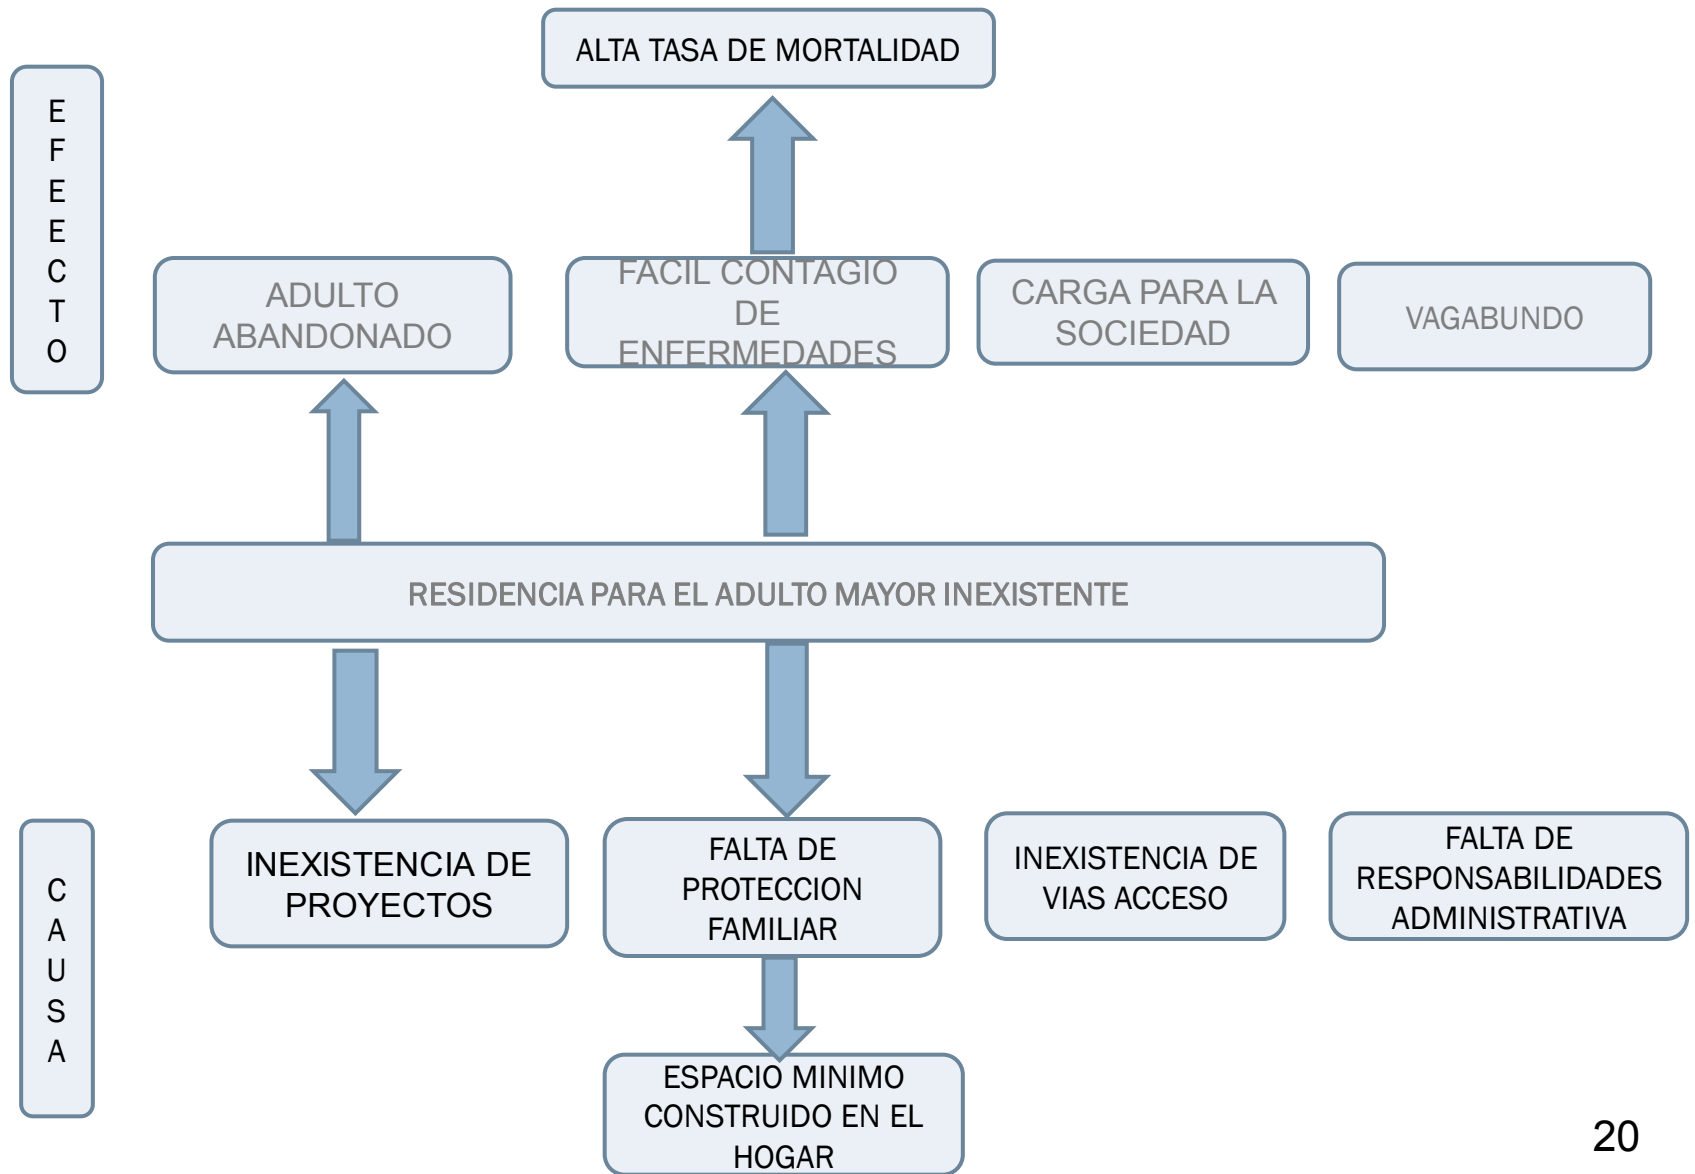 ALTA TASA DE MORTALIDAD
E
F
E
E
C
T
O
ADULTO
ABANDONADO
FACIL CONTAGIO
DE
ENFERMEDADES
CARGA PARA LA
SOCIEDAD
VAGABUNDO
RESIDENCIA PARA EL ADULTO MAYOR INEXISTENTE
C
A
U
S
A
INEXISTENCIA DE
PROYECTOS
FALTA DE
PROTECCION
FAMILIAR
INEXISTENCIA DE
VIAS ACCESO
FALTA DE
RESPONSABILIDADES
ADMINISTRATIVA
ESPACIO MINIMO
CONSTRUIDO EN EL
HOGAR
20